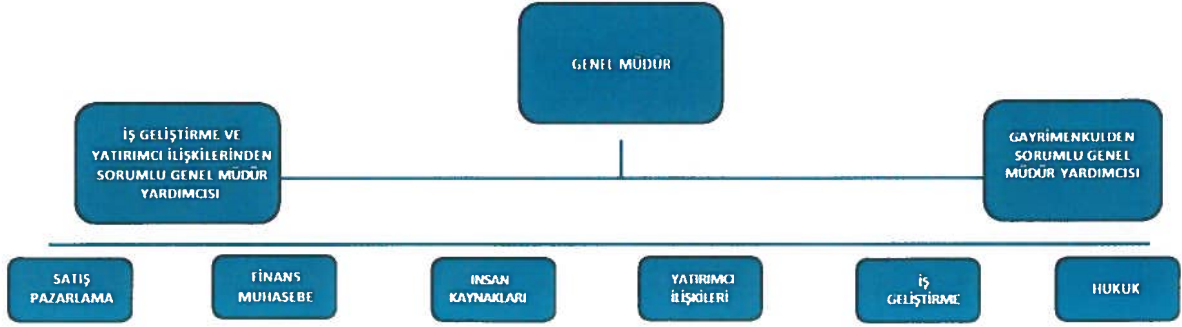 GENEL MÜDÜR
İŞ GELİŞTİRME VE
YATIRIMCI İLİŞKİLERİNDEN
SORUMLU GENEL MÜDÜR
YARDIMCISI
GAYRİMENKULDEN
SORUMLU GENEL
MÜDÜR YARDIMCISI
SATIŞ
PAZARLAMA
FİNANS
MUHASEBE
INSAN
KAYNAKLARI
YATIRIMCI
İLİŞKİLERİ
İŞ
GELİŞTİRME
HUKUK